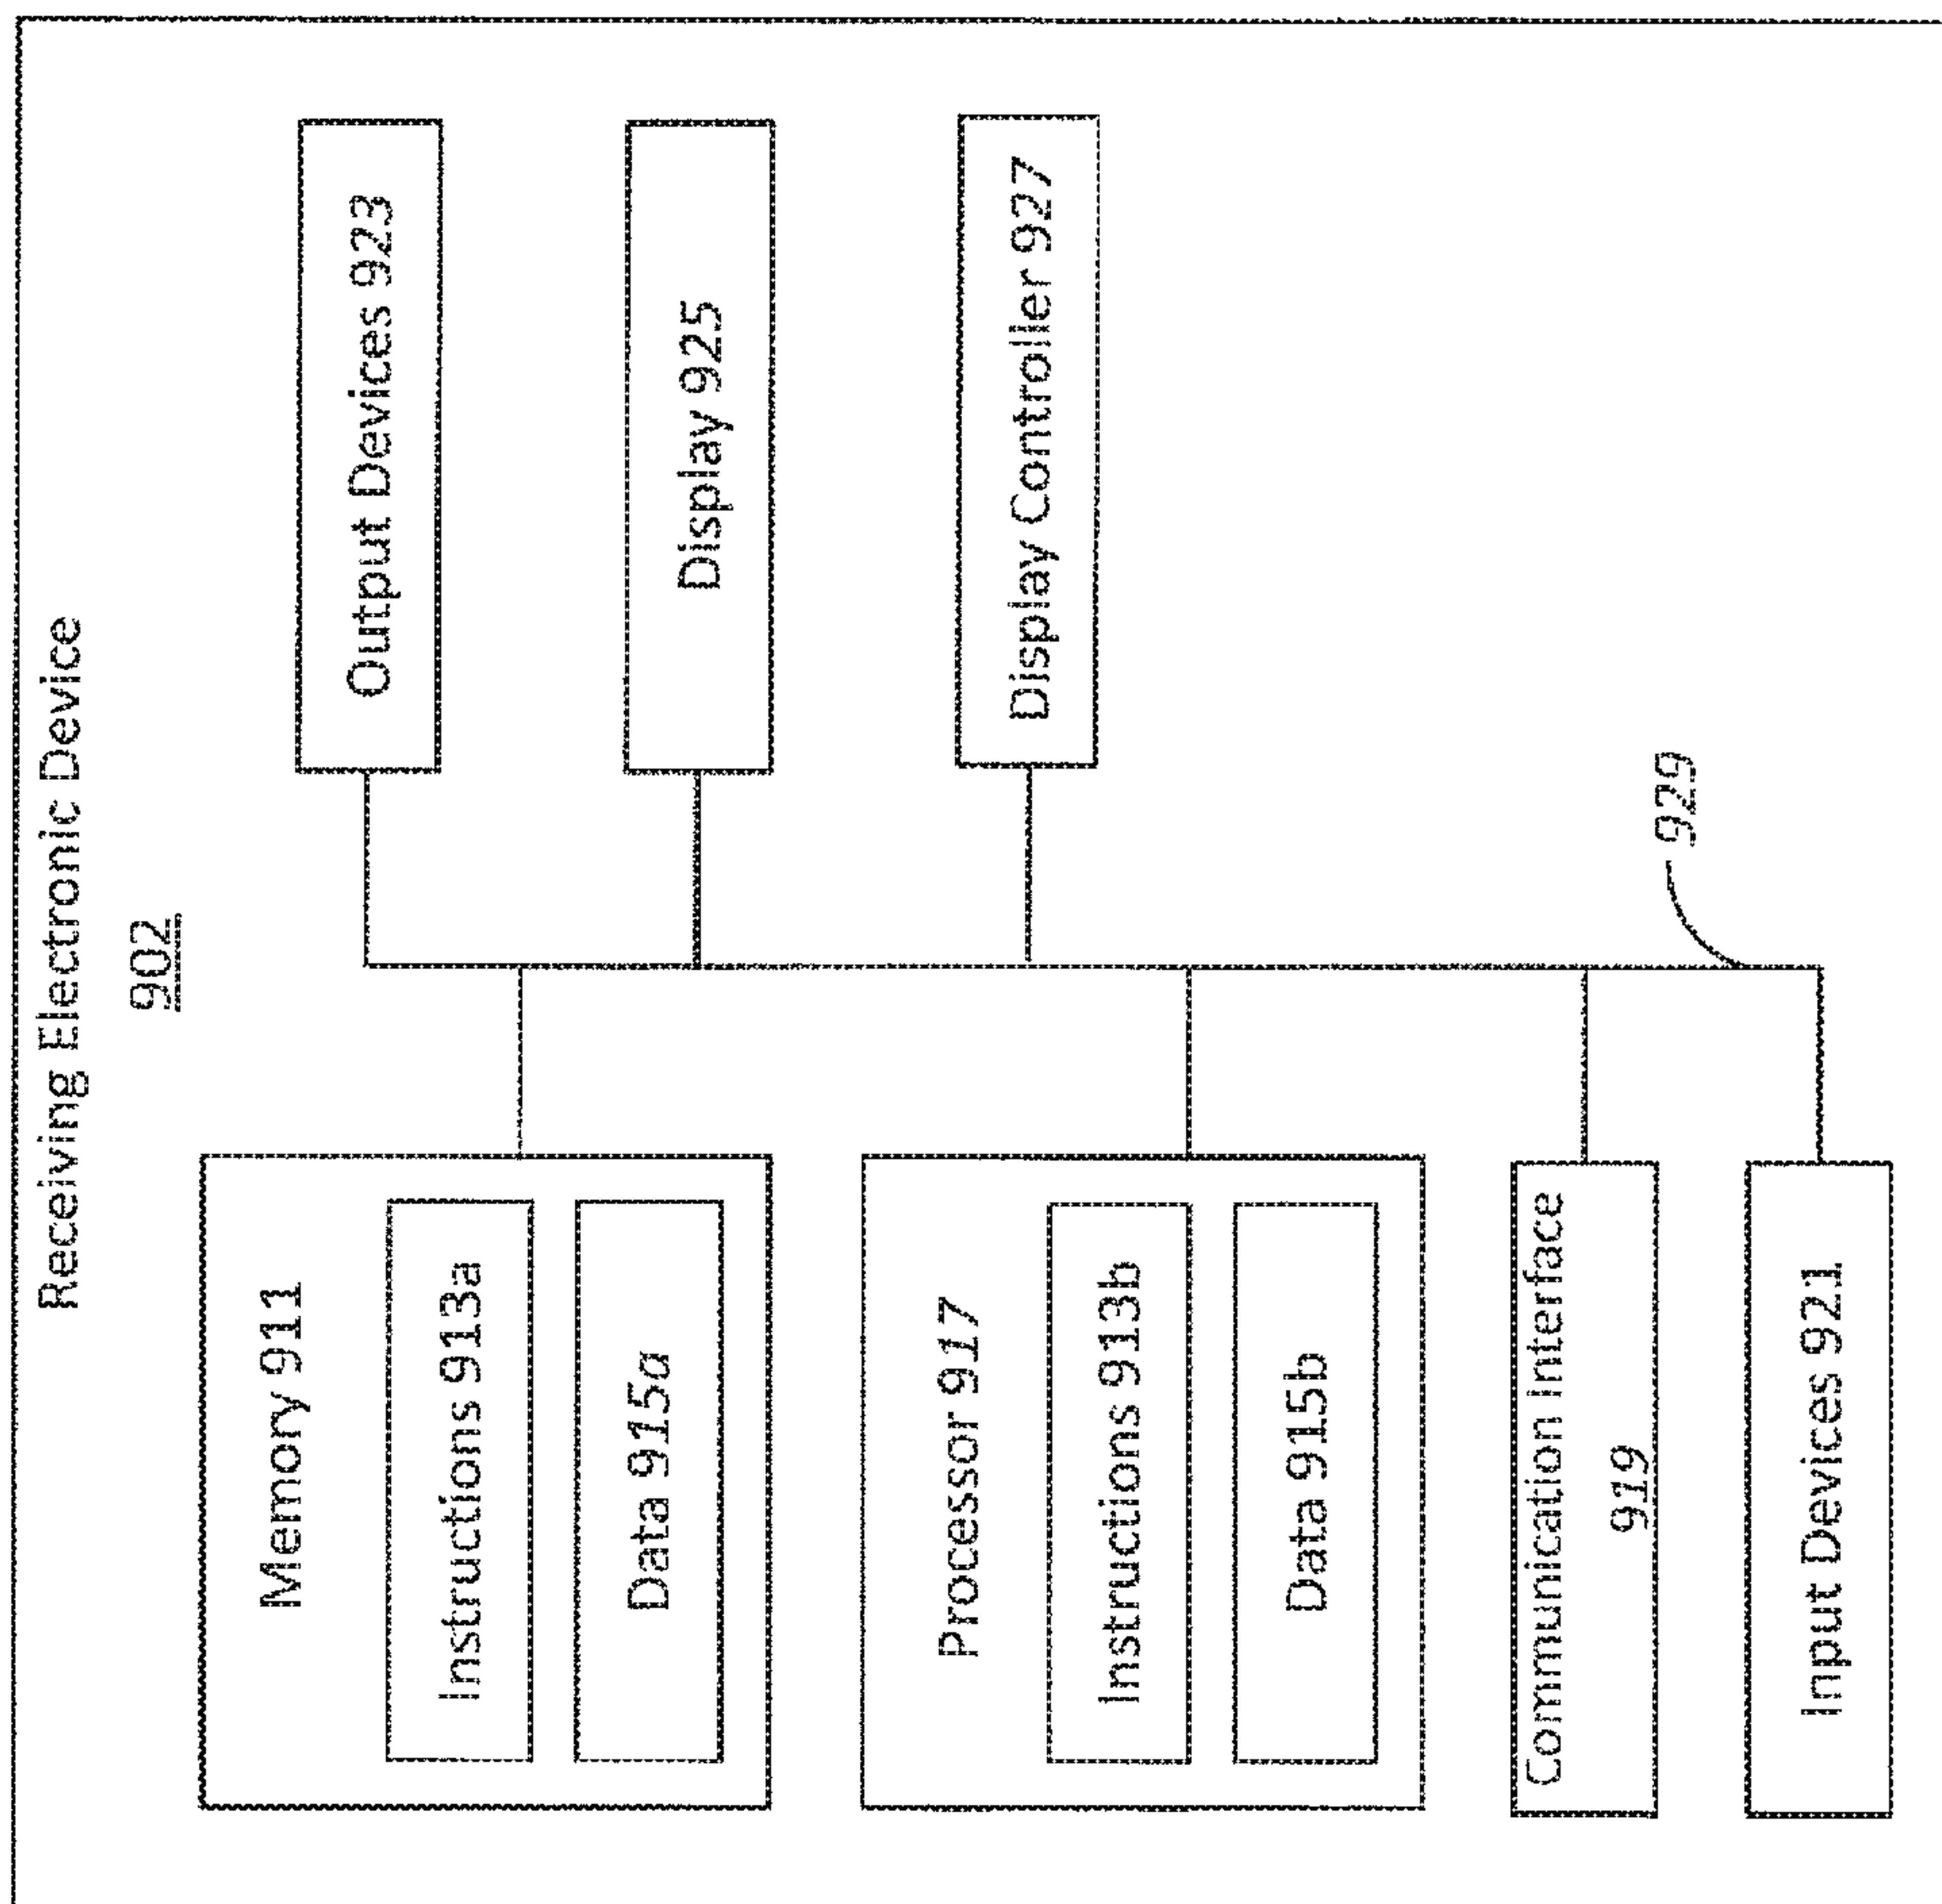 Receiving Electronic Device
902
Memory 911
Instructions 913a
Data 915a
Processor 917
Instructions 913b
Data 915b
Communication Interface
919
Input Devices 921
Output Devices 923
Display 925
Display Controller 927
929